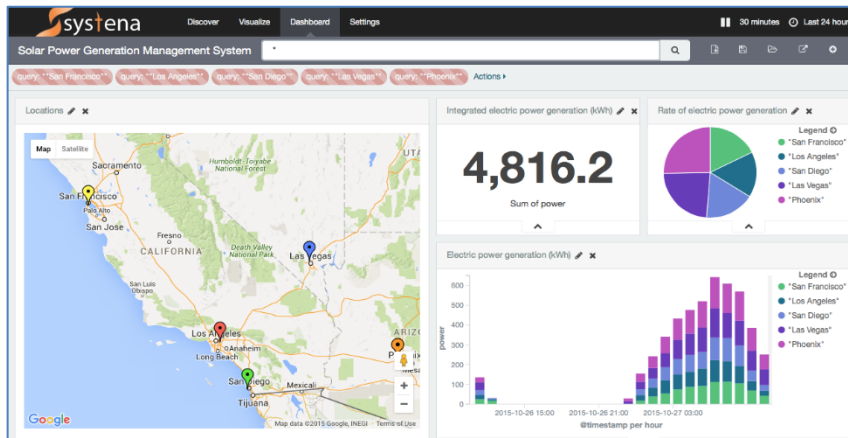 systena
Discover Visualize Dashboard Settings
30 minutes Last 24 hour
Solar Power Generation Management System *
query: "*San Francisco*" query: "*Los Angeles*" query: "*San Diego*" query: "*Las Vegas*" query: "*Phoenix*" Actions
Locations
Map Satellite
Sacramento
San Francisco
Palo Alto
San Jose
Fresno
CALIFORNIA
San Luis
Obispo
Humboldt-Toiyabe
National Forest
Death Valley
National Park
UTA
Las Vegas
Los Angeles
Anaheim
Long Beach
ARIZO
San Diego
Mexicali
Tijuana
Google
Map data ©2015 Google, INEGI Terms of Use
Integrated electric power generation (kWh)
4,816.2
Sum of power
Rate of electric power generation
Legend
"San Francisco"
"Los Angeles"
"San Diego"
"Las Vegas"
"Phoenix"
Electric power generation (kWh)
power
600
500
400
300
200
100
0
2015-10-26 15:00 2015-10-26 21:00 2015-10-27 03:00
@timestamp per hour
Legend
"San Francisco"
"Los Angeles"
"San Diego"
"Las Vegas"
"Phoenix"